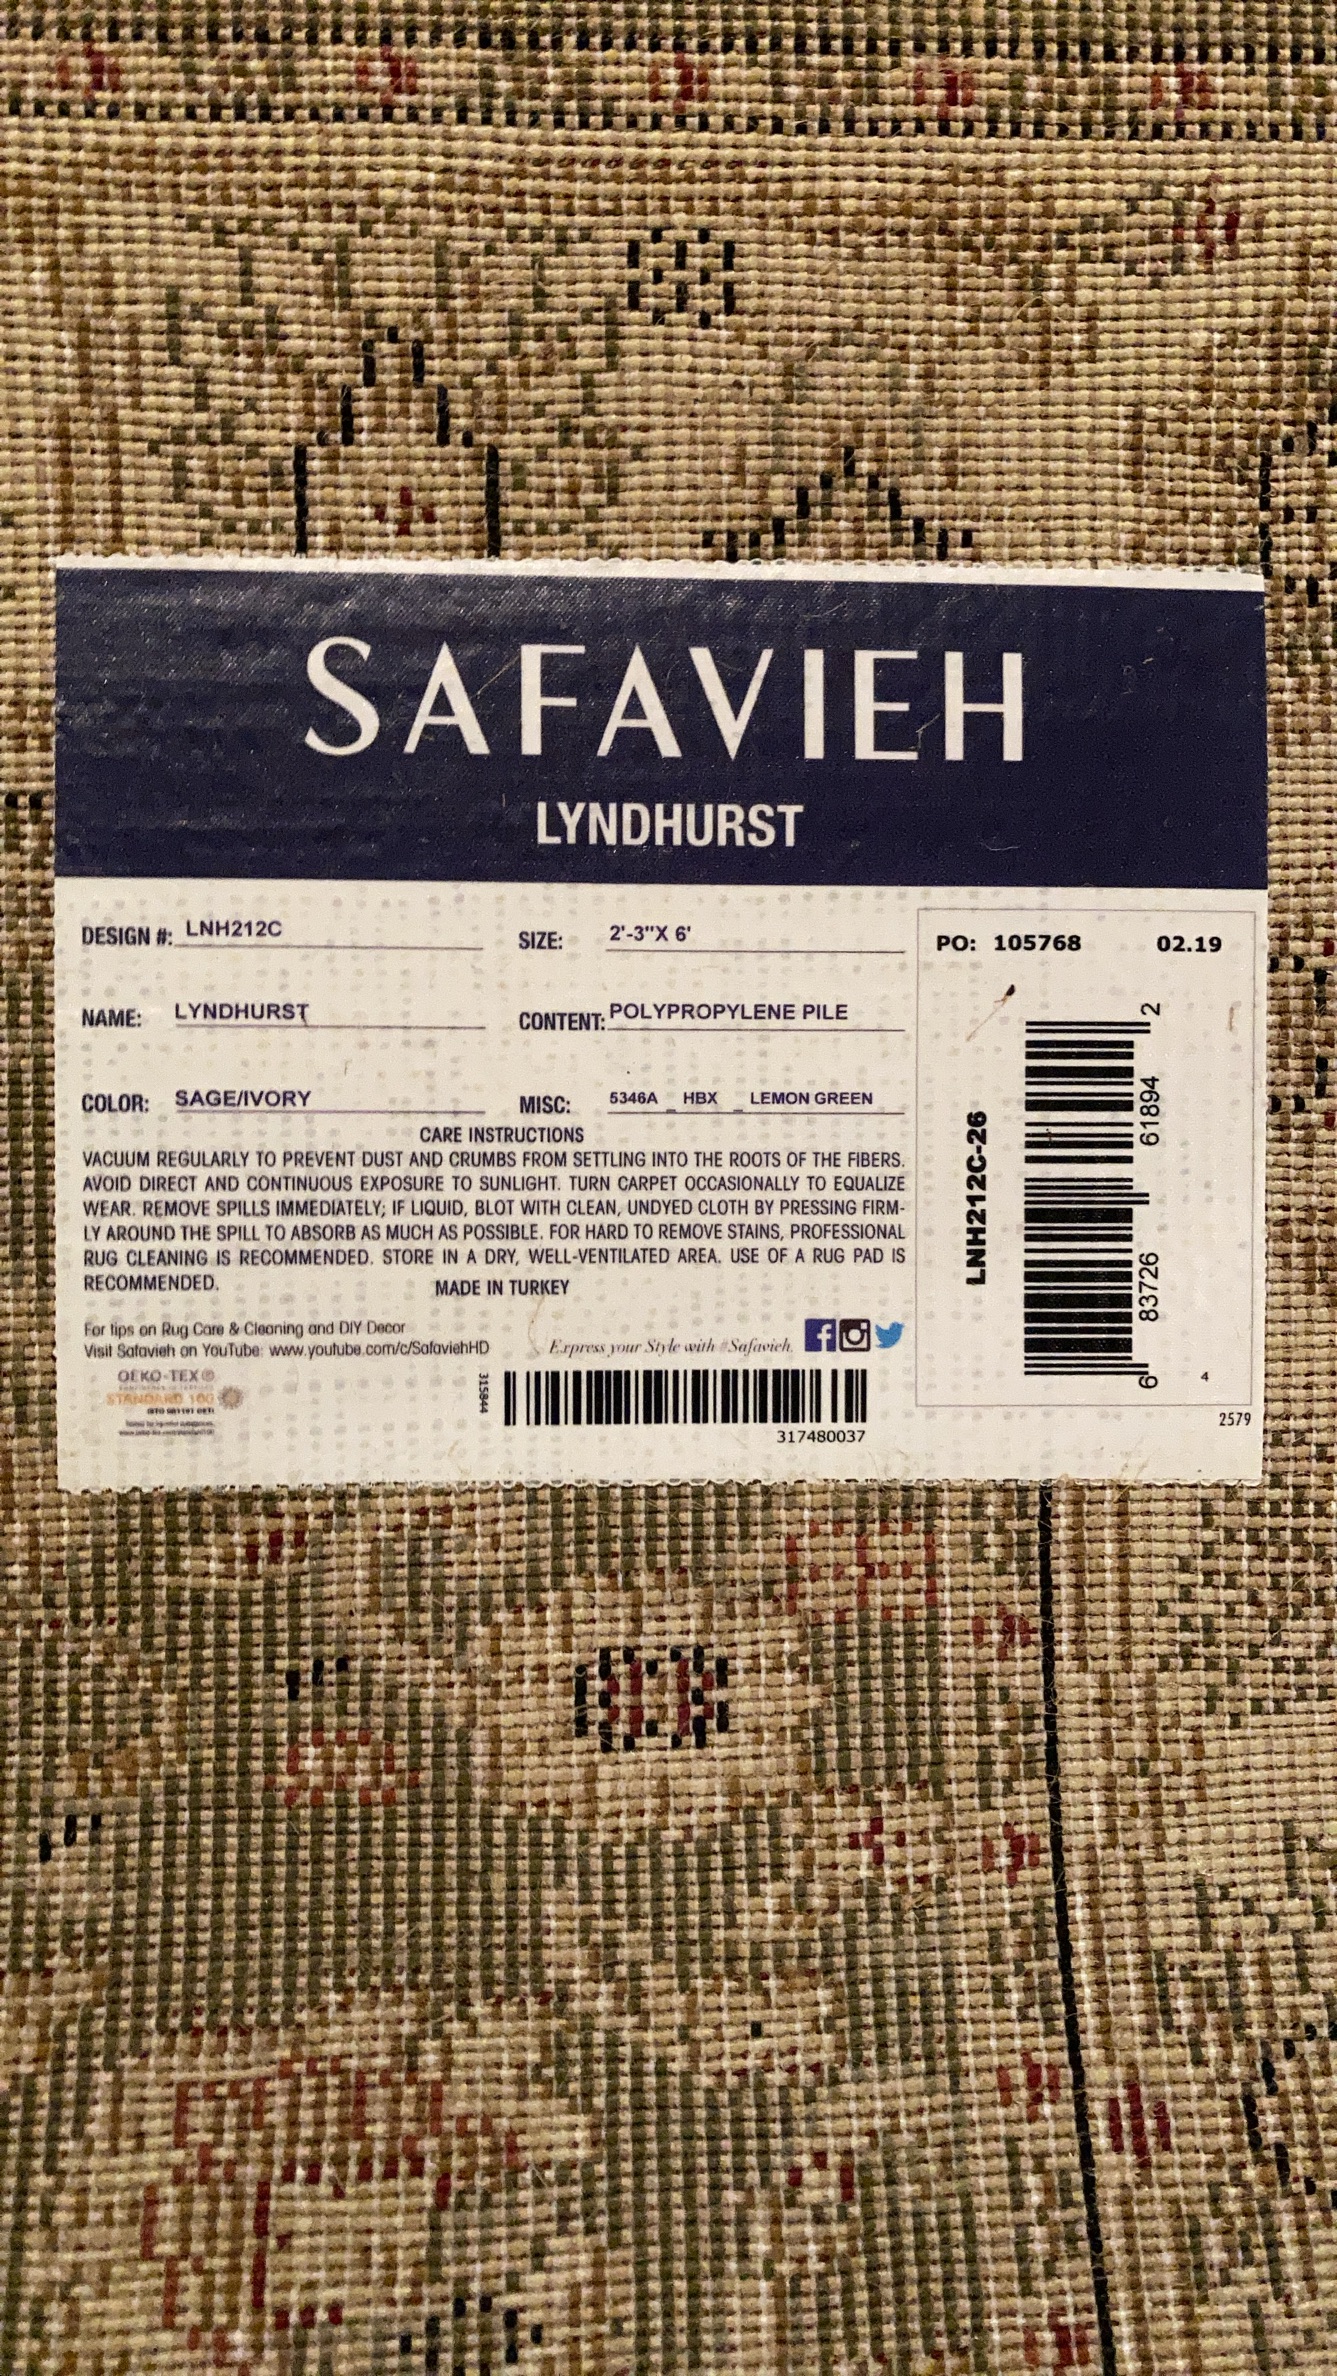 SAFAVIEH
LYNDHURST
DESIGN #: LNH212C
SIZE: 2'-3"X 6'
NAME: LYNDHURST
CONTENT: POLYPROPYLENE PILE
COLOR: SAGE/IVORY
MISC: 5346A _ HBX _ LEMON GREEN
CARE INSTRUCTIONS
VACUUM REGULARLY TO PREVENT DUST AND CRUMBS FROM SETTLING INTO THE ROOTS OF THE FIBERS.
AVOID DIRECT AND CONTINUOUS EXPOSURE TO SUNLIGHT. TURN CARPET OCCASIONALLY TO EQUALIZE
WEAR. REMOVE SPILLS IMMEDIATELY; IF LIQUID, BLOT WITH CLEAN, UNDYED CLOTH BY PRESSING FIRM-
LY AROUND THE SPILL TO ABSORB AS MUCH AS POSSIBLE. FOR HARD TO REMOVE STAINS, PROFESSIONAL
RUG CLEANING IS RECOMMENDED. STORE IN A DRY, WELL-VENTILATED AREA. USE OF A RUG PAD IS
RECOMMENDED.
MADE IN TURKEY
For tips on Rug Care & Cleaning and DIY Decor
Visit Safavieh on YouTube: www.youtube.com/c/SafaviehHD
Express your Style with #Safavieh
OEKO-TEX®
STANDARD 100
315844
317480037
PO: 105768 02.19
LNH212C-26
6 83726 61894 2
4
2579